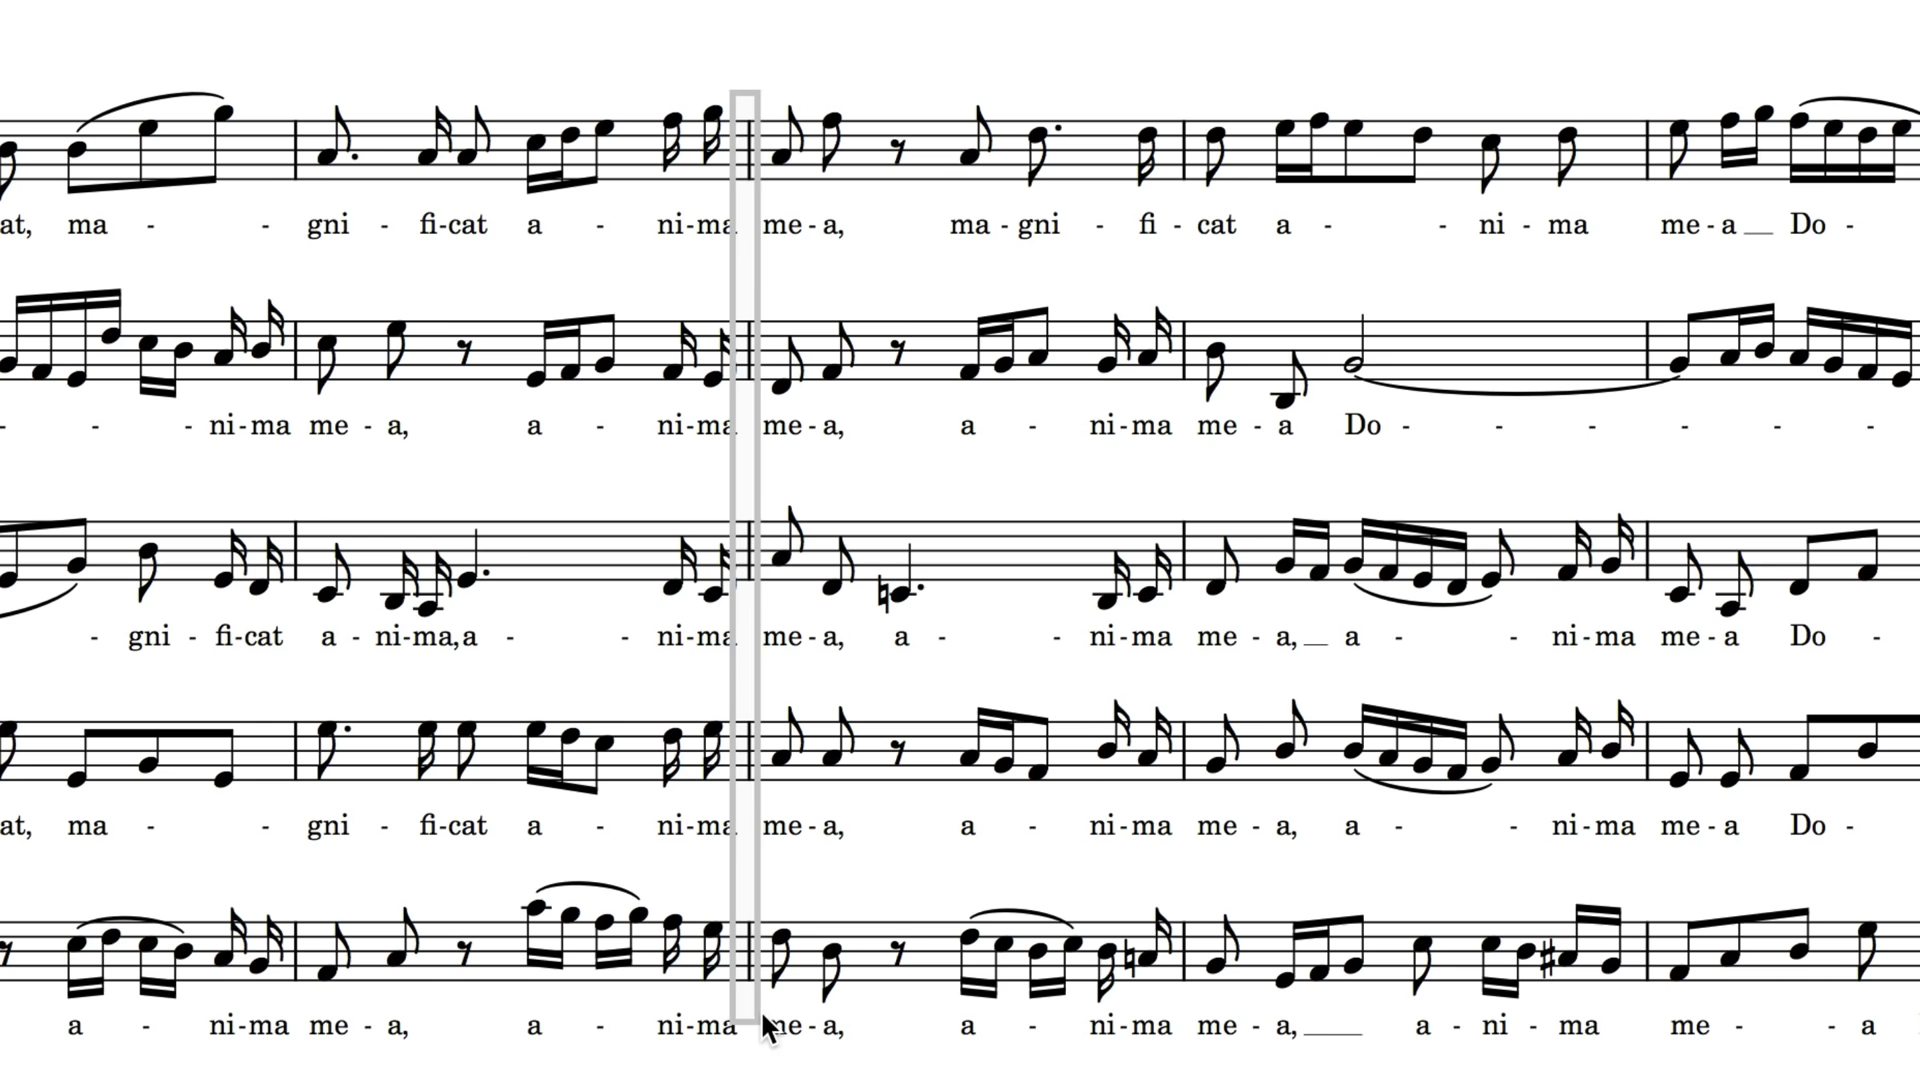 at, ma - - gni - fi-cat a - ni-ma me-a, ma-gni - fi-cat a - - ni - ma me-a__ Do -
- - - ni-ma me - a, a - ni-ma me-a, a - ni-ma me - a Do - - - - - -
- gni - fi-cat a - ni-ma, a - - ni-ma me-a, a - - ni-ma me - a,__ a - - ni-ma me-a Do -
at, ma - - gni - fi-cat a - ni-ma me-a, a - ni-ma me - a, a - - ni-ma me-a Do -
a - ni-ma me - a, a - ni-ma me-a, a - ni-ma me - a,____ a - ni - ma me - - a